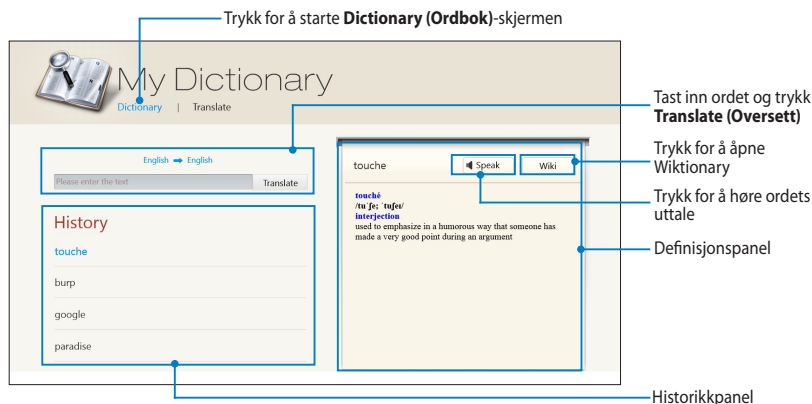 Trykk for å starte Dictionary (Ordbok)-skjermen
My Dictionary
Dictionary | Translate
English ➡ English
Please enter the text
Translate
History
touche
burp
google
paradise
touche
Speak
Wiki
touché
/tuˈʃe; ˈtuʃeɪ/
interjection
used to emphasize in a humorous way that someone has
made a very good point during an argument
Tast inn ordet og trykk
Translate (Oversett)
Trykk for å åpne
Wiktionary
Trykk for å høre ordets
uttale
Definisjonspanel
Historikkpanel